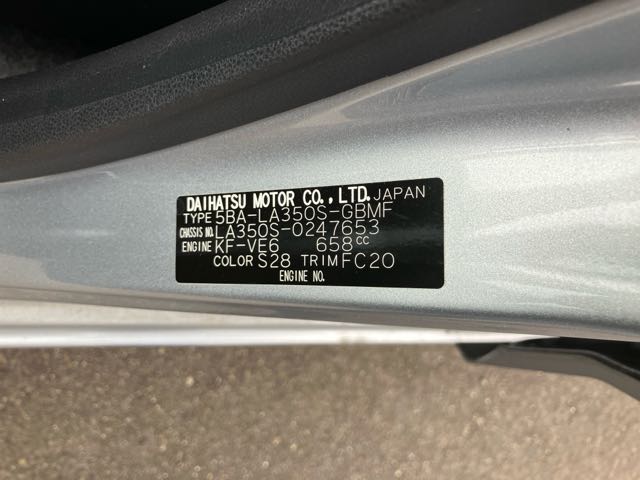 DAIHATSU MOTOR CO.,LTD.JAPAN
TYPE 5BA-LA350S-GBMF
CHASSIS NO. LA350S-0247653
ENGINE KF-VE6 658CC
COLOR S28 TRIM FC20
ENGINE NO.